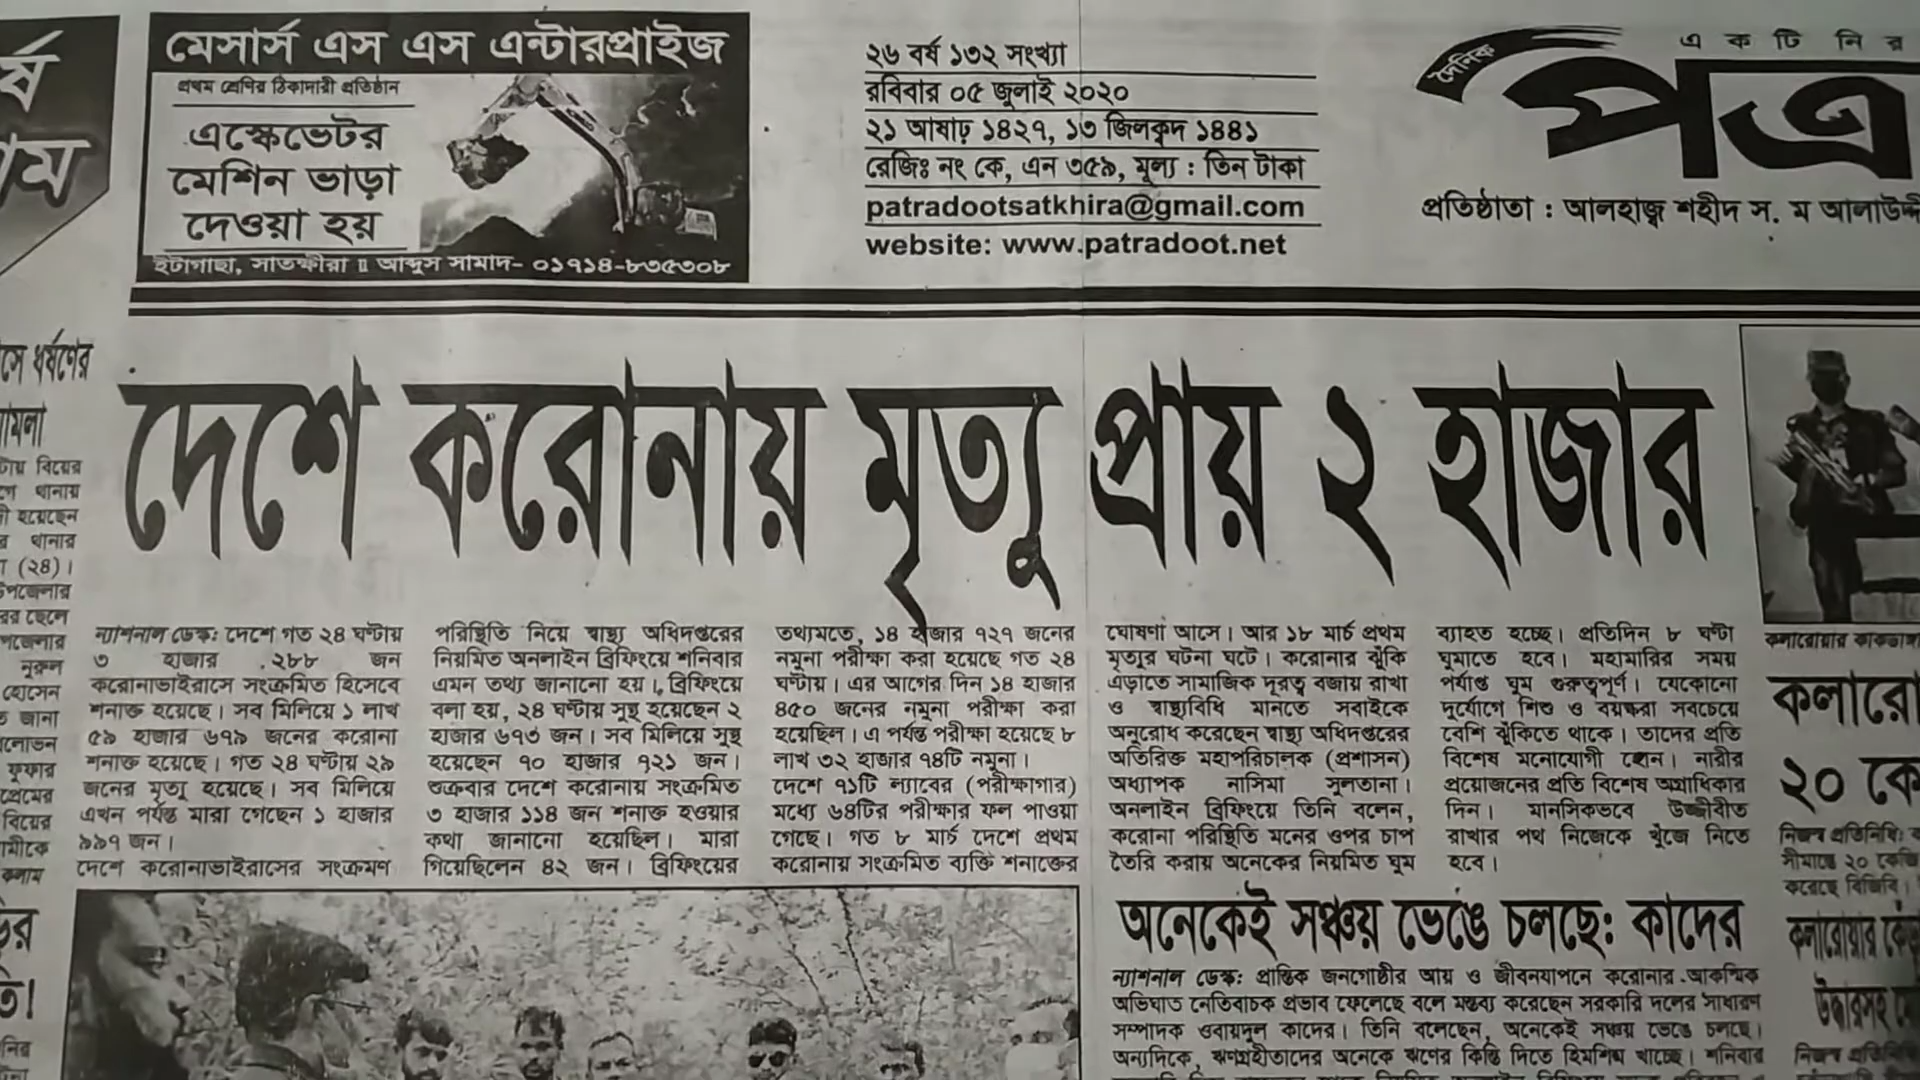 মেসার্স এস এস এন্টারপ্রাইজ
প্রথম শ্রেণির ঠিকাদারী প্রতিষ্ঠান
এস্কেভেটর
মেশিন ভাড়া
দেওয়া হয়
ইটাগাছা, সাতক্ষীরা ॥ আব্দুস সামাদ- ০১৭১৪-৮৩৫৩০৮
২৬ বর্ষ ১৩২ সংখ্যা
রবিবার ০৫ জুলাই ২০২০
২১ আষাঢ় ১৪২৭, ১৩ জিলক্বদ ১৪৪১
রেজিঃ নং কে, এন ৩৫৯, মূল্য : তিন টাকা
patradootsatkhira@gmail.com
website: www.patradoot.net
একটি নির
দৈনিক
পত্র
প্রতিষ্ঠাতা : আলহাজ্ব শহীদ স. ম আলাউদ্দী
দেশে করোনায় মৃত্যু প্রায় ২ হাজার
ন্যাশনাল ডেস্ক: দেশে গত ২৪ ঘণ্টায়
৩ হাজার ২৮৮ জন
করোনাভাইরাসে সংক্রমিত হিসেবে
শনাক্ত হয়েছে। সব মিলিয়ে ১ লাখ
৫৯ হাজার ৬৭৯ জনের করোনা
শনাক্ত হয়েছে। গত ২৪ ঘণ্টায় ২৯
জনের মৃত্যু হয়েছে। সব মিলিয়ে
এখন পর্যন্ত মারা গেছেন ১ হাজার
৯৯৭ জন।
দেশে করোনাভাইরাসের সংক্রমণ
পরিস্থিতি নিয়ে স্বাস্থ্য অধিদপ্তরের
নিয়মিত অনলাইন ব্রিফিংয়ে শনিবার
এমন তথ্য জানানো হয়। ব্রিফিংয়ে
বলা হয়, ২৪ ঘণ্টায় সুস্থ হয়েছেন ২
হাজার ৬৭৩ জন। সব মিলিয়ে সুস্থ
হয়েছেন ৭০ হাজার ৭২১ জন।
শুক্রবার দেশে করোনায় সংক্রমিত
৩ হাজার ১১৪ জন শনাক্ত হওয়ার
কথা জানানো হয়েছিল। মারা
গিয়েছিলেন ৪২ জন। ব্রিফিংয়ের
তথ্যমতে, ১৪ হাজার ৭২৭ জনের
নমুনা পরীক্ষা করা হয়েছে গত ২৪
ঘণ্টায়। এর আগের দিন ১৪ হাজার
৪৫০ জনের নমুনা পরীক্ষা করা
হয়েছিল। এ পর্যন্ত পরীক্ষা হয়েছে ৮
লাখ ৩২ হাজার ৭৪টি নমুনা।
দেশে ৭১টি ল্যাবের (পরীক্ষাগার)
মধ্যে ৬৪টির পরীক্ষার ফল পাওয়া
গেছে। গত ৮ মার্চ দেশে প্রথম
করোনায় সংক্রমিত ব্যক্তি শনাক্তের
ঘোষণা আসে। আর ১৮ মার্চ প্রথম
মৃত্যুর ঘটনা ঘটে। করোনার ঝুঁকি
এড়াতে সামাজিক দূরত্ব বজায় রাখা
ও স্বাস্থ্যবিধি মানতে সবাইকে
অনুরোধ করেছেন স্বাস্থ্য অধিদপ্তরের
অতিরিক্ত মহাপরিচালক (প্রশাসন)
অধ্যাপক নাসিমা সুলতানা।
অনলাইন ব্রিফিংয়ে তিনি বলেন,
করোনা পরিস্থিতি মনের ওপর চাপ
তৈরি করায় অনেকের নিয়মিত ঘুম
ব্যাহত হচ্ছে। প্রতিদিন ৮ ঘণ্টা
ঘুমাতে হবে। মহামারির সময়
পর্যাপ্ত ঘুম গুরুত্বপূর্ণ। যেকোনো
দুর্যোগে শিশু ও বয়স্করা সবচেয়ে
বেশি ঝুঁকিতে থাকে। তাদের প্রতি
বিশেষ মনোযোগী হোন। নারীর
প্রয়োজনের প্রতি বিশেষ অগ্রাধিকার
দিন। মানসিকভবে উজ্জীবীত
রাখার পথ নিজেকে খুঁজে নিতে
হবে।
অনেকেই সঞ্চয় ভেঙে চলছে: কাদের
ন্যাশনাল ডেস্ক: প্রান্তিক জনগোষ্ঠীর আয় ও জীবনযাপনে করোনার আকস্মিক
অভিঘাত নেতিবাচক প্রভাব ফেলেছে বলে মন্তব্য করেছেন সরকারি দলের সাধারণ
সম্পাদক ওবায়দুল কাদের। তিনি বলেছেন, অনেকেই সঞ্চয় ভেঙে চলছে।
অন্যদিকে, ঋণগ্রহীতাদের অনেকে ঋণের কিস্তি দিতে হিমশিম খাচ্ছে। শনিবার
কলারো
২০ কে
নিজস্ব প্রতিনিধি:
সীমান্তে ২০ কেজি
করেছে বিজিবি।
কলারোয়ার
উদ্ধারসহ
সে ধর্ষণের
মামলা
টায় বিয়ের
থানায়
হয়েছেন
থানার
(২৪)।
উপজেলার
ছেলে
নুরুল
হোসেন
জানা
ফুফার
প্রেমের
বিয়ের